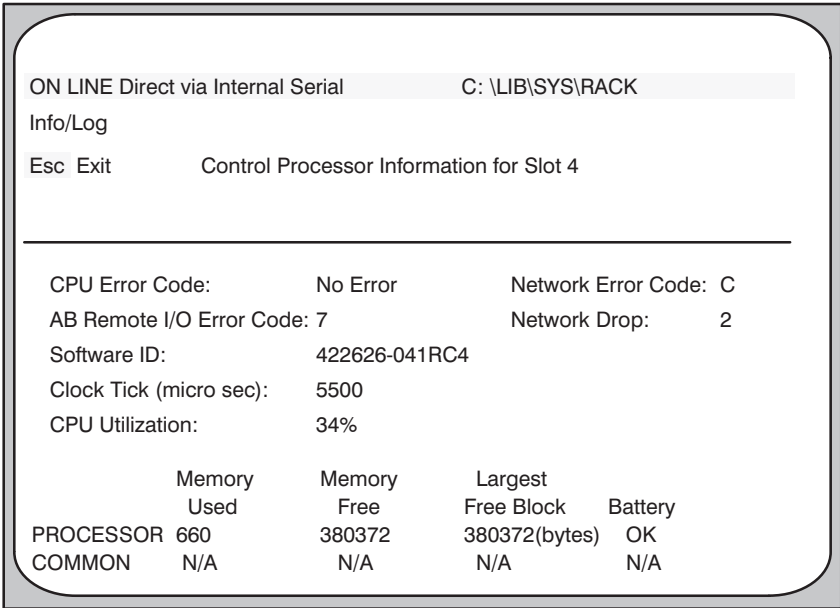 ON LINE Direct via Internal Serial C: \LIB\SYS\RACK
Info/Log
Esc Exit Control Processor Information for Slot 4
CPU Error Code: No Error Network Error Code: C
AB Remote I/O Error Code: 7 Network Drop: 2
Software ID: 422626-041RC4
Clock Tick (micro sec): 5500
CPU Utilization: 34%
Memory Memory Largest
Used Free Free Block Battery
PROCESSOR 660 380372 380372(bytes) OK
COMMON N/A N/A N/A N/A